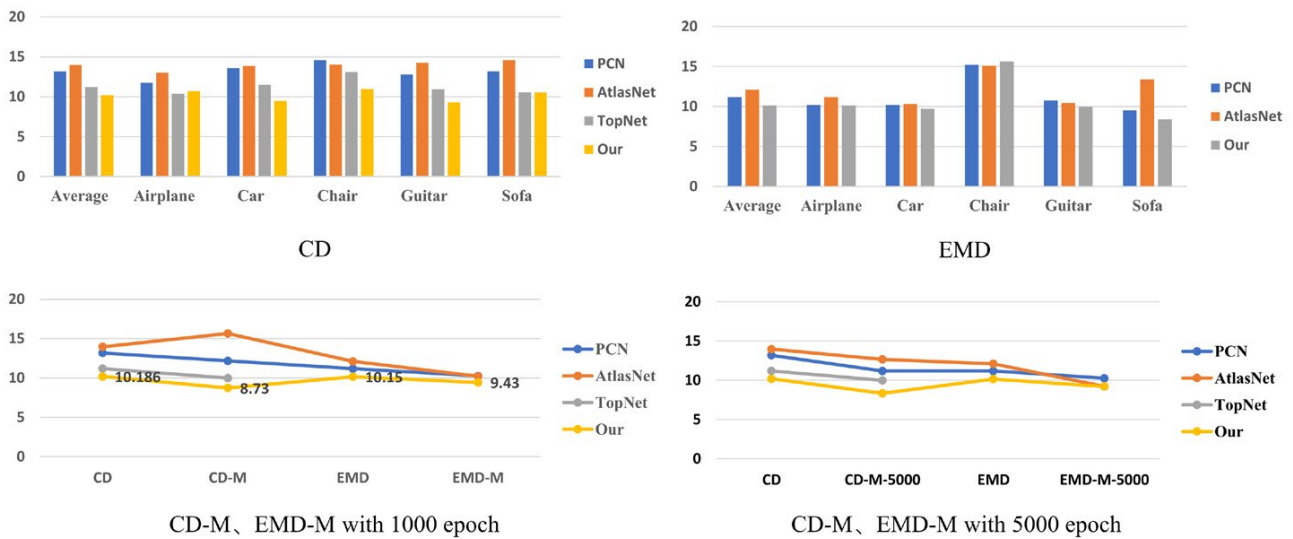 20
15
10
5
0
Average Airplane Car Chair Guitar Sofa
PCN
AtlasNet
TopNet
Our
CD
20
15
10
5
0
Average Airplane Car Chair Guitar Sofa
PCN
AtlasNet
Our
EMD
20
15
10
5
0
10.186 8.73 10.15 9.43
CD CD-M EMD EMD-M
PCN
AtlasNet
TopNet
Our
CD-M、EMD-M with 1000 epoch
20
15
10
5
0
CD CD-M-5000 EMD EMD-M-5000
PCN
AtlasNet
TopNet
Our
CD-M、EMD-M with 5000 epoch